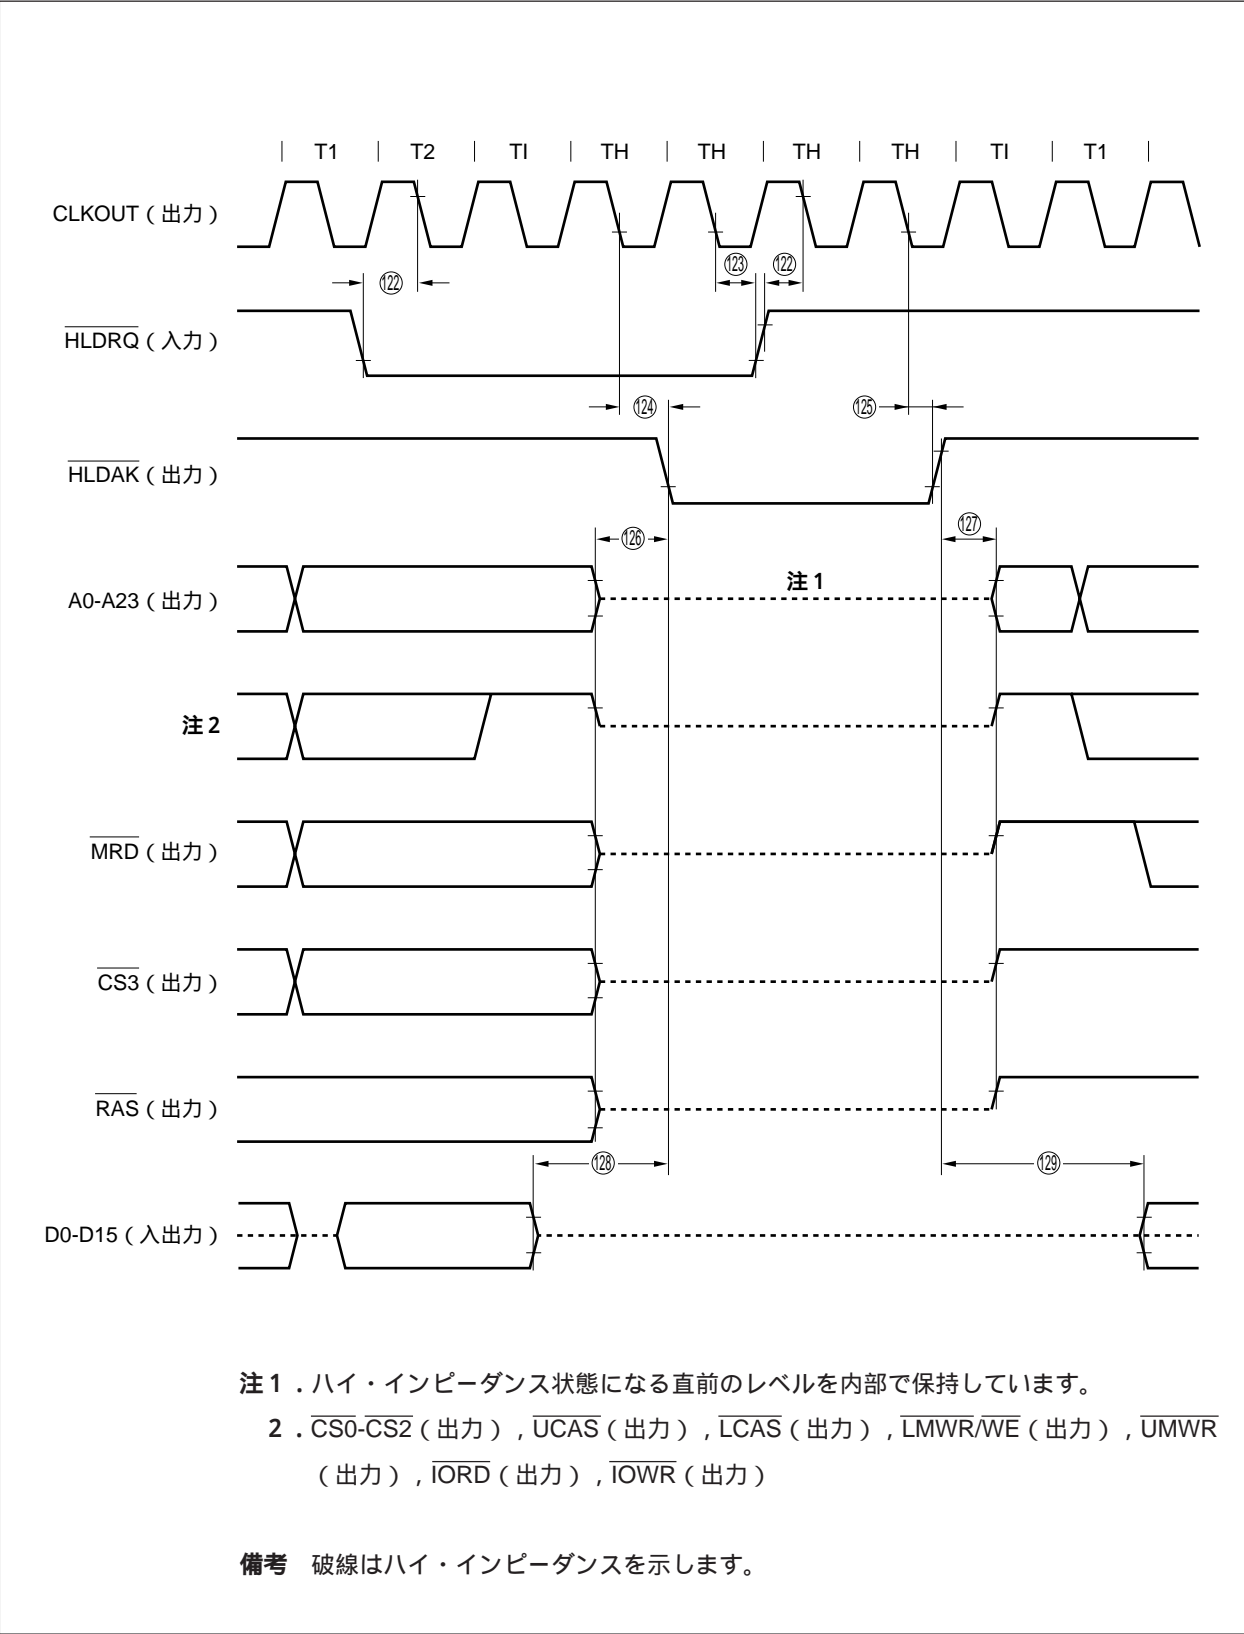 T1 T2 TI TH TH TH TH TI T1
CLKOUT（出力）
122 123 122
HLDRQ（入力）
124 125
HLDAK（出力）
126 127
A0-A23（出力）
注1
注2
MRD（出力）
CS3（出力）
RAS（出力）
128 129
D0-D15（入出力）
注1．ハイ・インピーダンス状態になる直前のレベルを内部で保持しています。
2．CS0-CS2（出力），UCAS（出力），LCAS（出力），LMWR/WE（出力），UMWR
（出力），IORD（出力），IOWR（出力）
備考　破線はハイ・インピーダンスを示します。